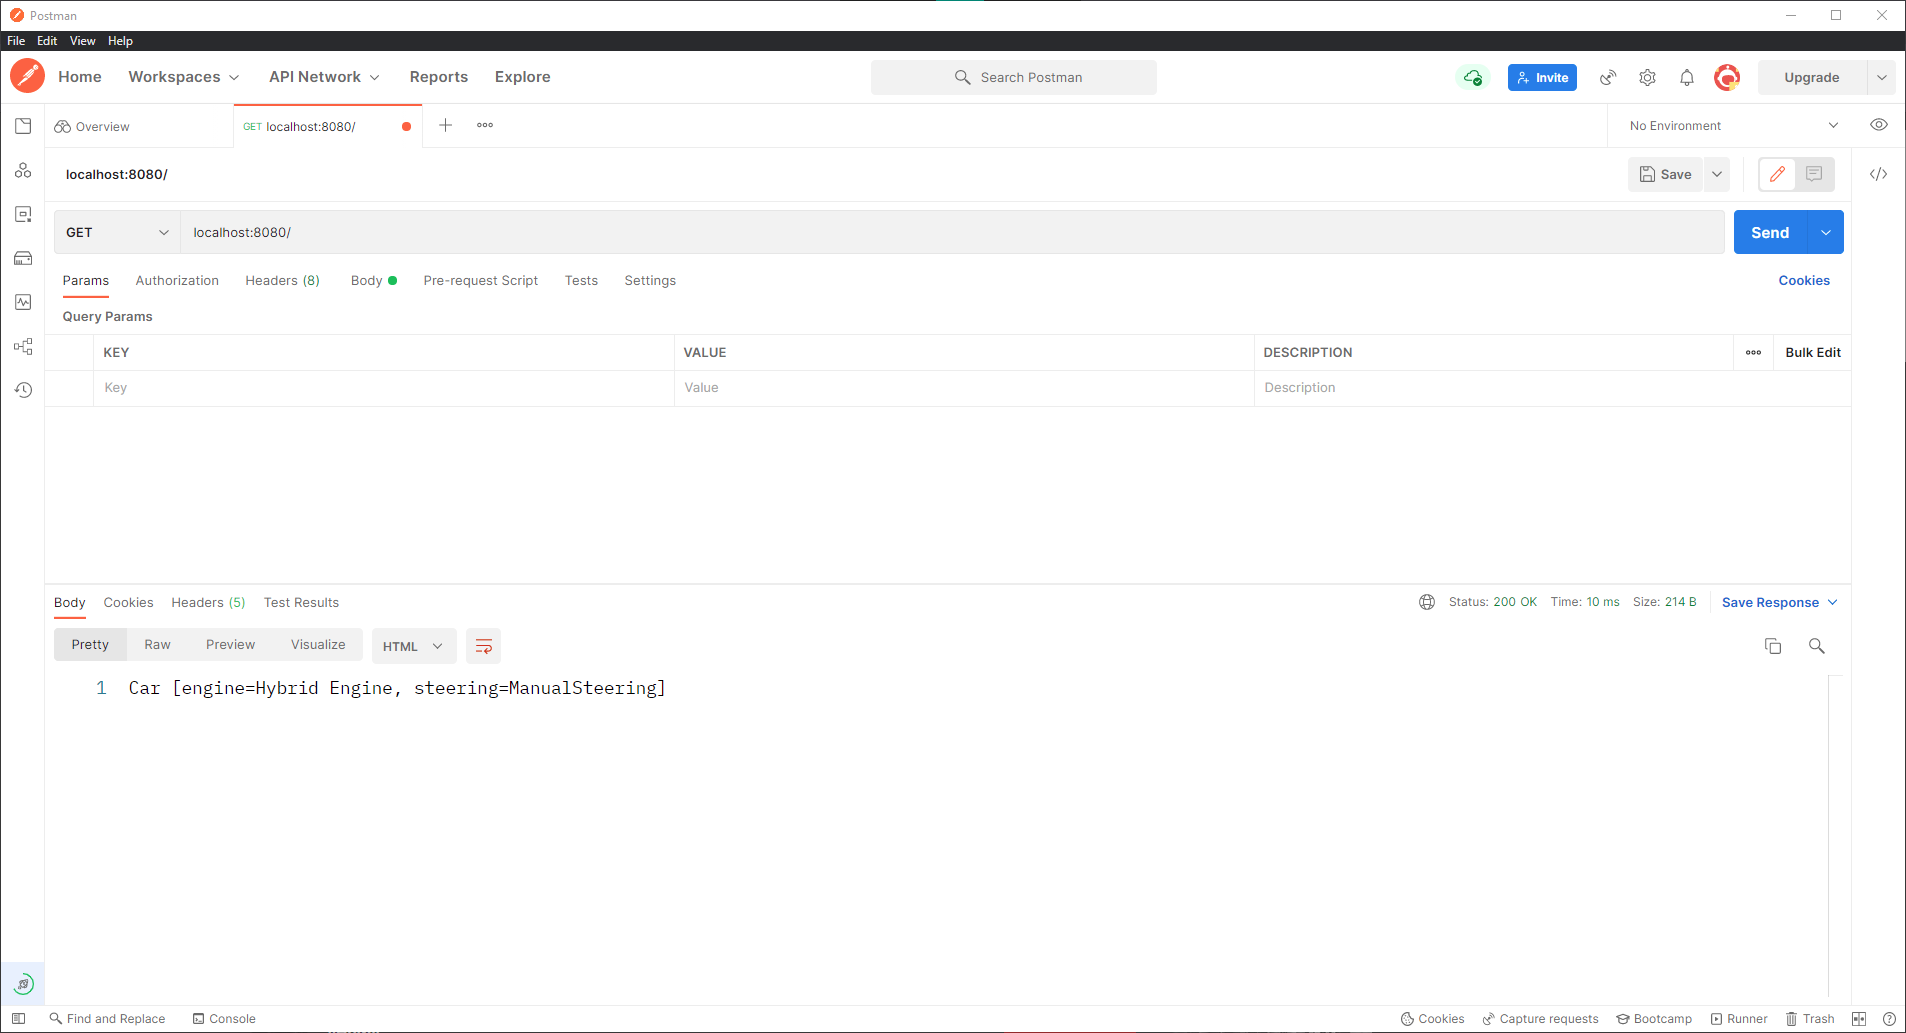 Postman
File Edit View Help
Home Workspaces API Network Reports Explore Search Postman Invite Upgrade
Overview GET localhost:8080/ No Environment
localhost:8080/ Save
GET localhost:8080/ Send
Params Authorization Headers (8) Body Pre-request Script Tests Settings Cookies
Query Params
KEY VALUE DESCRIPTION Bulk Edit
Key Value Description
Body Cookies Headers (5) Test Results Status: 200 OK Time: 10 ms Size: 214 B Save Response
Pretty Raw Preview Visualize HTML
1 Car [engine=Hybrid Engine, steering=ManualSteering]
Find and Replace Console Cookies Capture requests Bootcamp Runner Trash